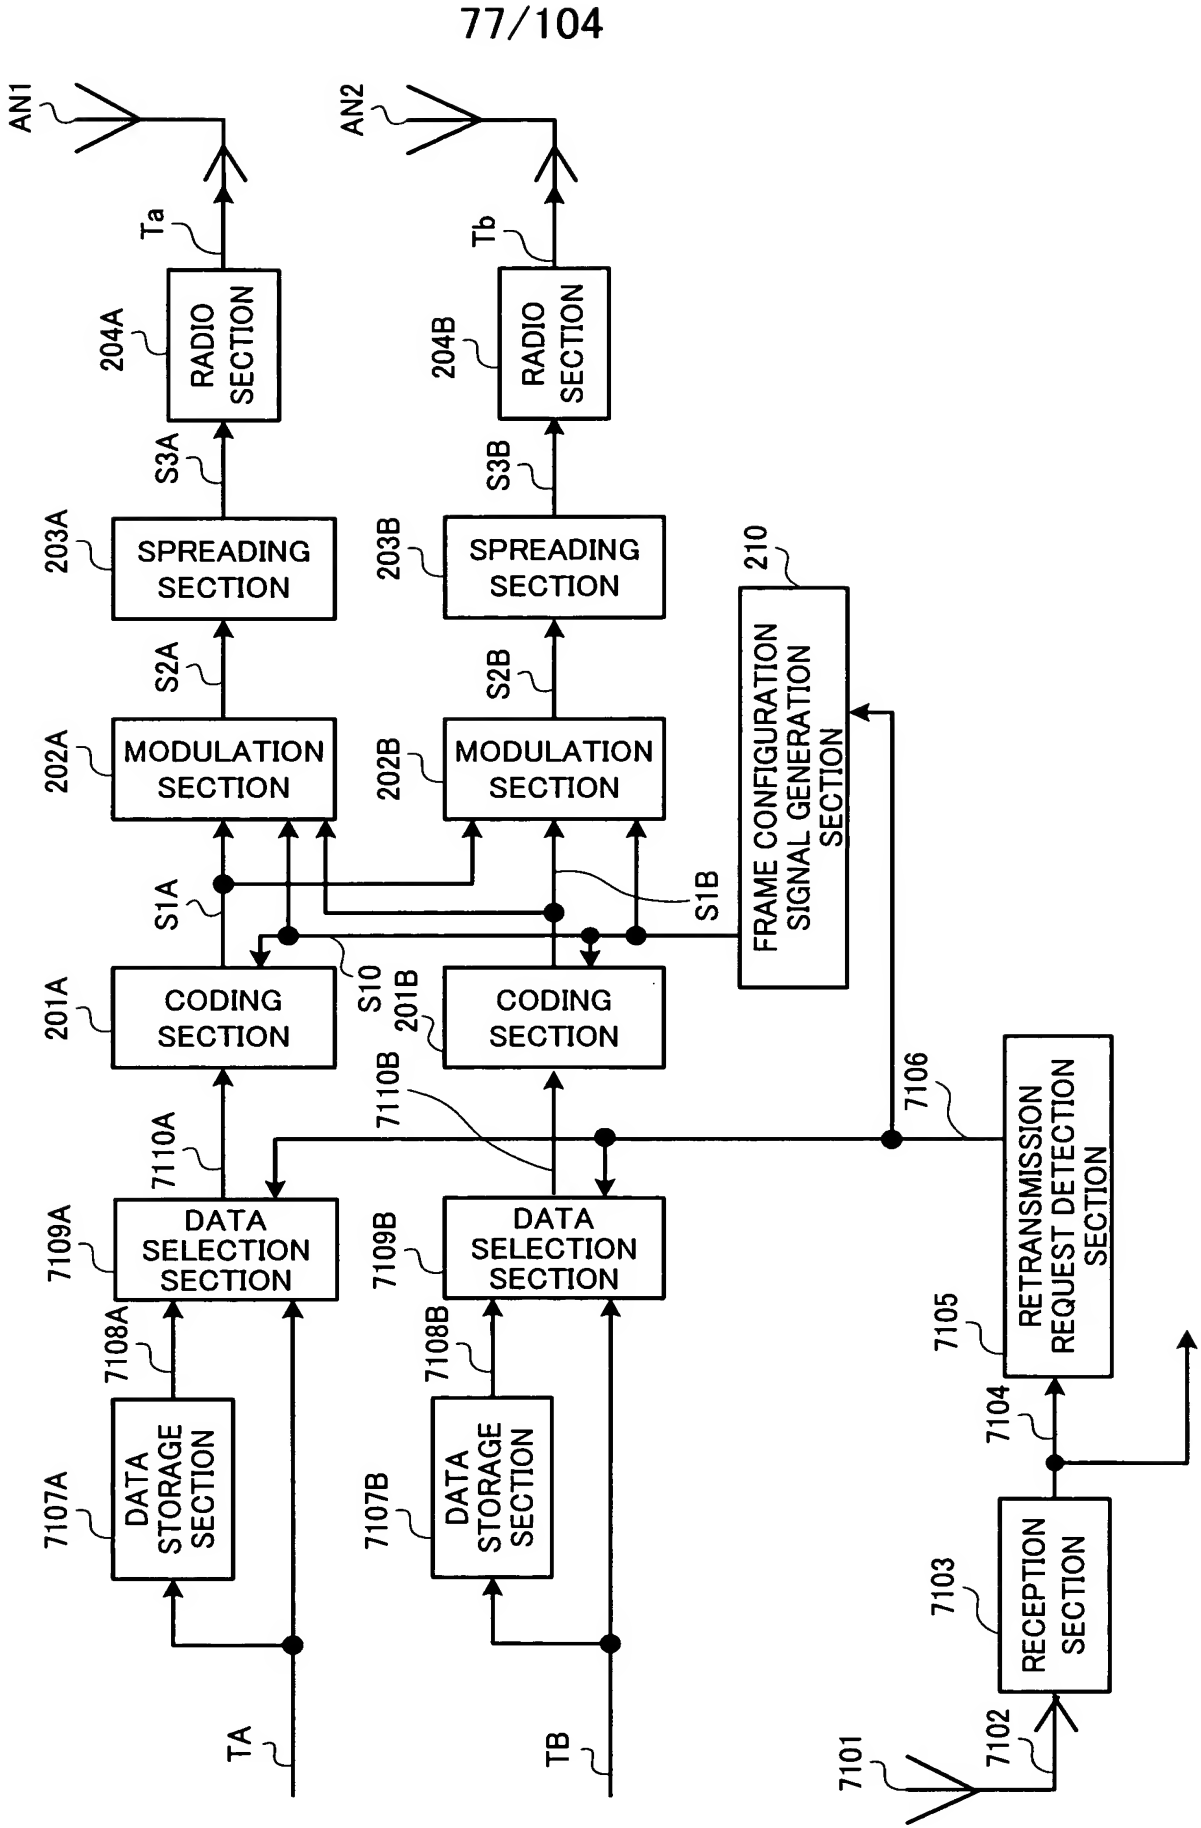 77/104
AN1
Ta
204A
RADIO
SECTION
S3A
203A
SPREADING
SECTION
S2A
202A
MODULATION
SECTION
S1A
201A
CODING
SECTION
7110A
7109A
DATA
SELECTION
SECTION
7108A
7107A
DATA
STORAGE
SECTION
TA
AN2
Tb
204B
RADIO
SECTION
S3B
203B
SPREADING
SECTION
S2B
202B
MODULATION
SECTION
S1B
S10
201B
CODING
SECTION
7110B
7109B
DATA
SELECTION
SECTION
7108B
7107B
DATA
STORAGE
SECTION
TB
210
FRAME CONFIGURATION
SIGNAL GENERATION
SECTION
7106
7105
RETRANSMISSION
REQUEST DETECTION
SECTION
7104
7103
RECEPTION
SECTION
7102
7101